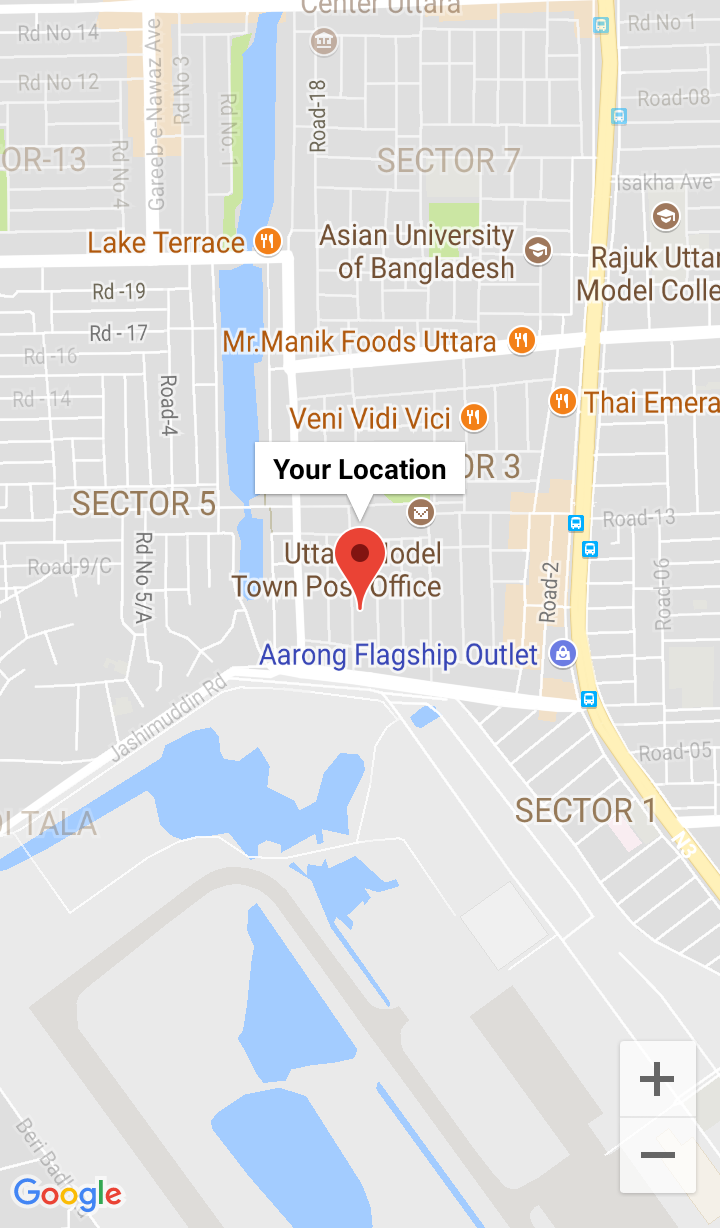 Center Uttara
Rd No 14
Rd No 1
Rd No 12
Gareeb-e-Nawaz Ave
Rd No 3
Rd No. 1
Road-18
Road-08
OR-13
Rd No 4
SECTOR 7
Isakha Ave
Lake Terrace
Asian University
of Bangladesh
Rajuk Uttar
Model Colle
Rd -19
Rd - 17
Mr.Manik Foods Uttara
Rd -16
Rd - 14
Road-4
Veni Vidi Vici
Thai Emera
Your Location
OR 3
SECTOR 5
Road-13
Rd No 5/A
Road-9/C
Road-2
Road-06
Utta Model
Town Pos Office
Aarong Flagship Outlet
Jashimuddin Rd
Road-05
SECTOR 1
TALA
N3
Beri Bad
Google